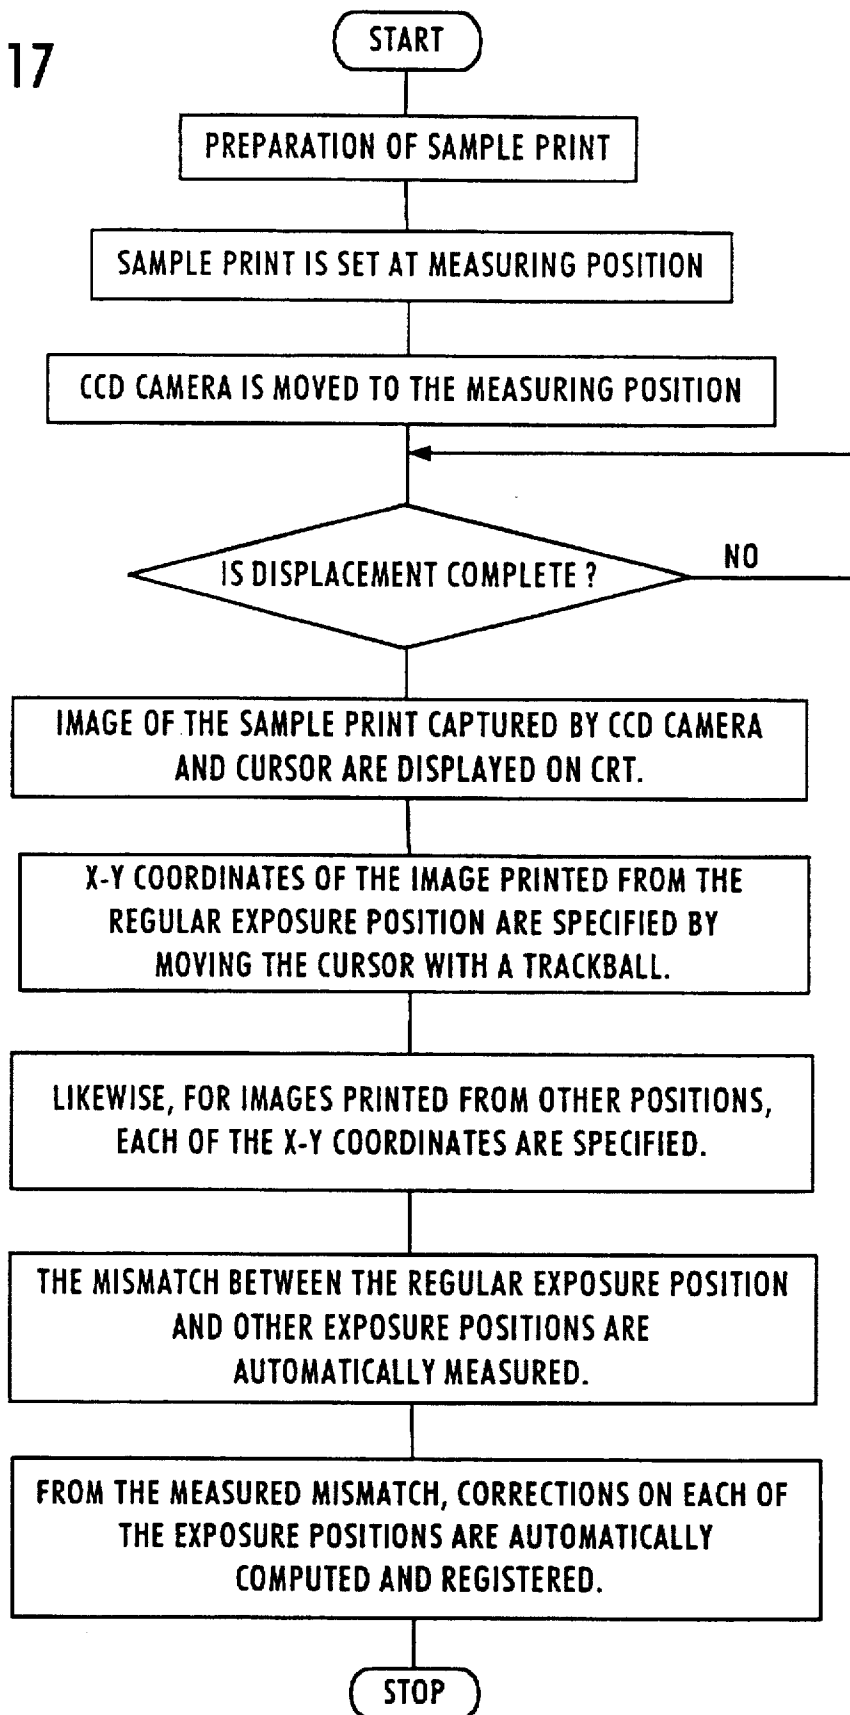 17
START
PREPARATION OF SAMPLE PRINT
SAMPLE PRINT IS SET AT MEASURING POSITION
CCD CAMERA IS MOVED TO THE MEASURING POSITION
IS DISPLACEMENT COMPLETE ?
NO
IMAGE OF THE SAMPLE PRINT CAPTURED BY CCD CAMERA
AND CURSOR ARE DISPLAYED ON CRT.
X-Y COORDINATES OF THE IMAGE PRINTED FROM THE
REGULAR EXPOSURE POSITION ARE SPECIFIED BY
MOVING THE CURSOR WITH A TRACKBALL.
LIKEWISE, FOR IMAGES PRINTED FROM OTHER POSITIONS,
EACH OF THE X-Y COORDINATES ARE SPECIFIED.
THE MISMATCH BETWEEN THE REGULAR EXPOSURE POSITION
AND OTHER EXPOSURE POSITIONS ARE
AUTOMATICALLY MEASURED.
FROM THE MEASURED MISMATCH, CORRECTIONS ON EACH OF
THE EXPOSURE POSITIONS ARE AUTOMATICALLY
COMPUTED AND REGISTERED.
STOP